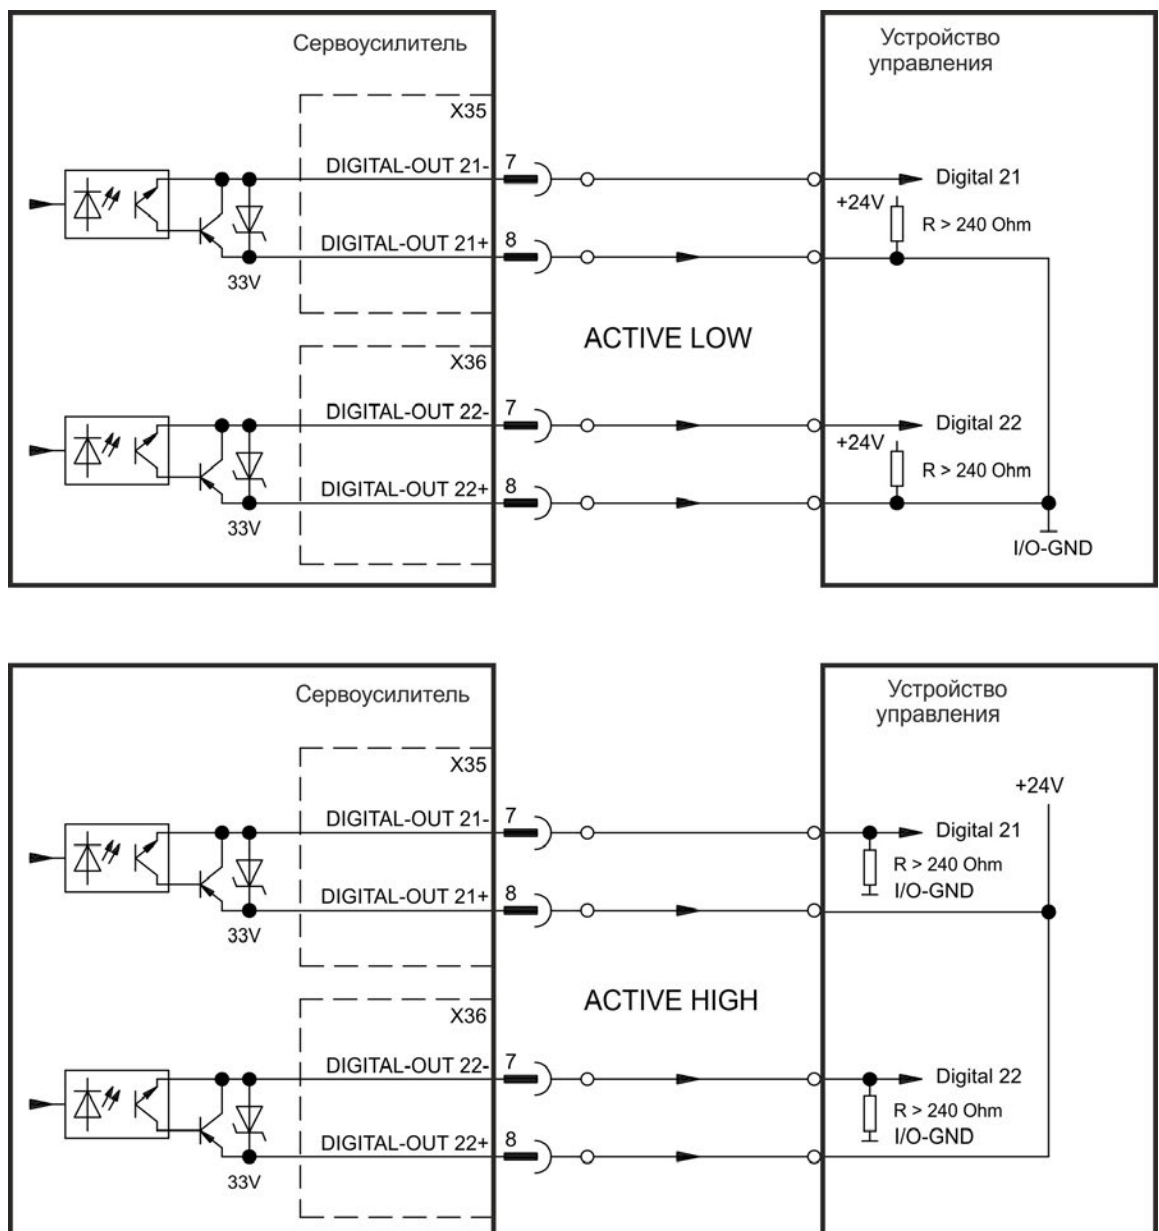 Сервоусилитель
Устройство
управления
X35
DIGITAL-OUT 21-
7
Digital 21
+24V
R > 240 Ohm
DIGITAL-OUT 21+
8
33V
ACTIVE LOW
X36
DIGITAL-OUT 22-
7
Digital 22
+24V
R > 240 Ohm
DIGITAL-OUT 22+
8
33V
I/O-GND
Сервоусилитель
Устройство
управления
X35
+24V
DIGITAL-OUT 21-
7
Digital 21
R > 240 Ohm
I/O-GND
DIGITAL-OUT 21+
8
33V
ACTIVE HIGH
X36
DIGITAL-OUT 22-
7
Digital 22
R > 240 Ohm
I/O-GND
DIGITAL-OUT 22+
8
33V